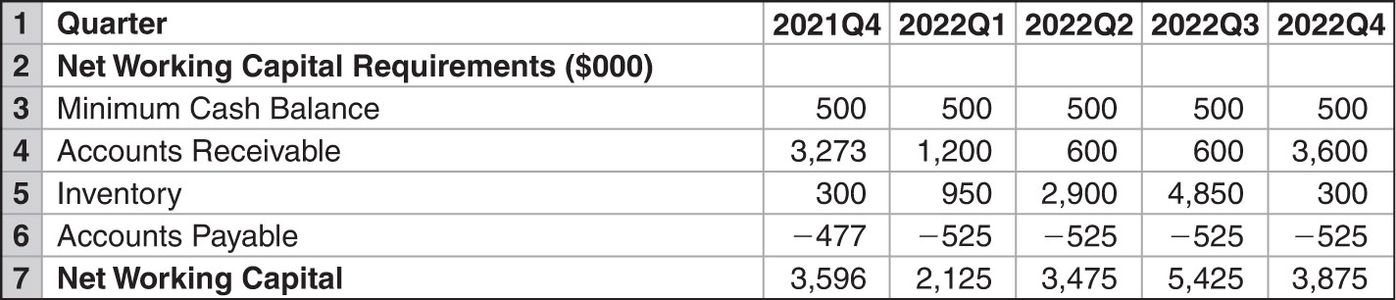 1 Quarter 2021Q4 2022Q1 2022Q2 2022Q3 2022Q4
2 Net Working Capital Requirements ($000)
3 Minimum Cash Balance 500 500 500 500 500
4 Accounts Receivable 3,273 1,200 600 600 3,600
5 Inventory 300 950 2,900 4,850 300
6 Accounts Payable −477 −525 −525 −525 −525
7 Net Working Capital 3,596 2,125 3,475 5,425 3,875